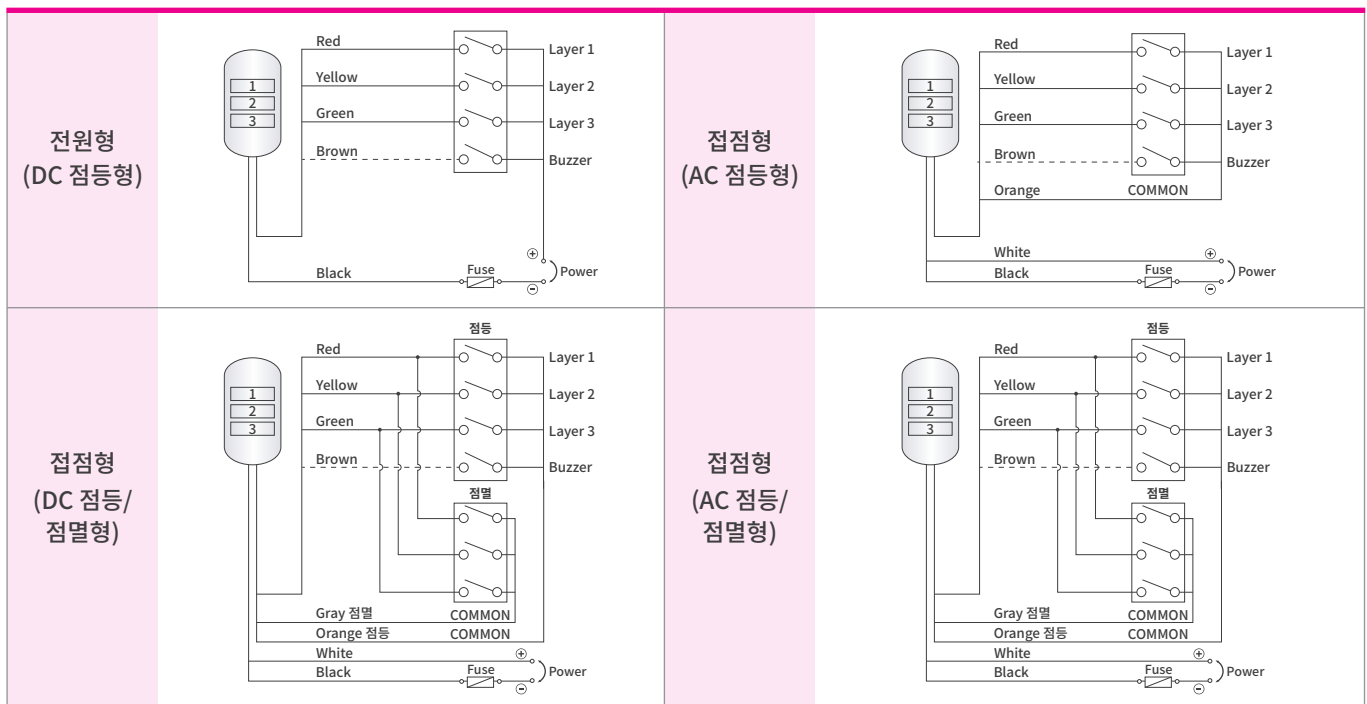 전원형
(DC 점등형)
1
2
3
Red
Yellow
Green
Brown
Layer 1
Layer 2
Layer 3
Buzzer
Black
Fuse
⊕
⊖
Power
접점형
(AC 점등형)
1
2
3
Red
Yellow
Green
Brown
Orange
COMMON
Layer 1
Layer 2
Layer 3
Buzzer
White
Black
Fuse
⊕
⊖
Power
접점형
(DC 점등/
점멸형)
1
2
3
점등
Red
Yellow
Green
Brown
Layer 1
Layer 2
Layer 3
Buzzer
점멸
Gray 점멸 COMMON
Orange 점등 COMMON
White
Black
Fuse
⊕
⊖
Power
접점형
(AC 점등/
점멸형)
1
2
3
점등
Red
Yellow
Green
Brown
Layer 1
Layer 2
Layer 3
Buzzer
점멸
Gray 점멸 COMMON
Orange 점등 COMMON
White
Black
Fuse
⊕
⊖
Power